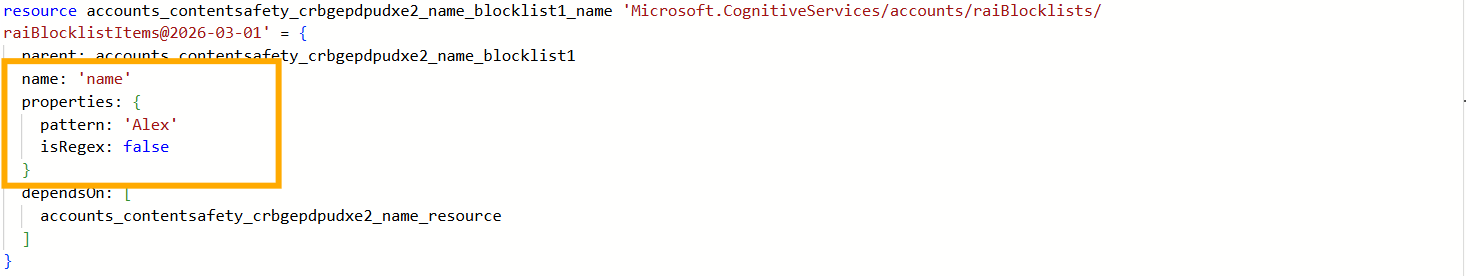 resource accounts_contentsafety_crbgepdpudxe2_name_blocklist1_name 'Microsoft.CognitiveServices/accounts/raiBlocklists/
raiBlocklistItems@2026-03-01' = {
  parent: accounts_contentsafety_crbgepdpudxe2_name_blocklist1
  name: 'name'
  properties: {
    pattern: 'Alex'
    isRegex: false
  }
  dependsOn: [
    accounts_contentsafety_crbgepdpudxe2_name_resource
  ]
}